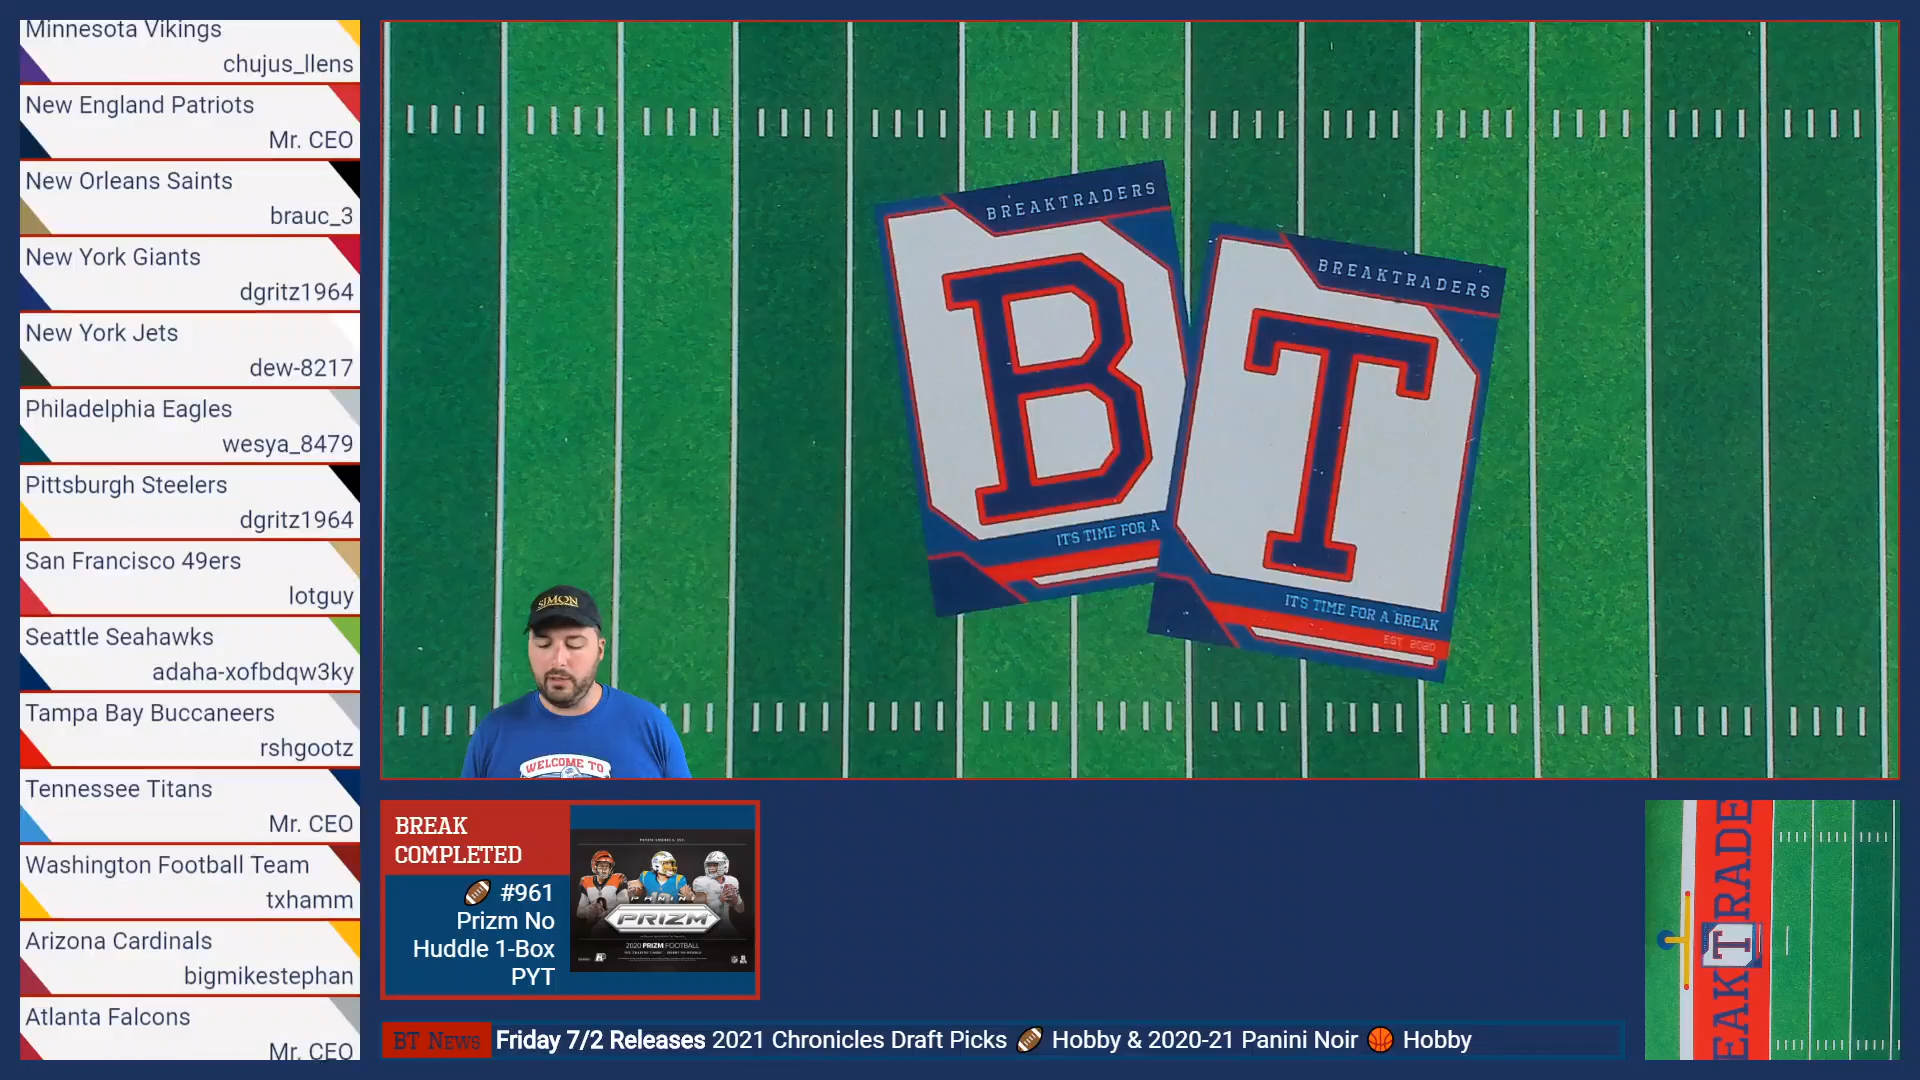 Minnesota Vikings
chujus_llens
New England Patriots
Mr. CEO
New Orleans Saints
brauc_3
New York Giants
dgritz1964
New York Jets
dew-8217
Philadelphia Eagles
wesya_8479
Pittsburgh Steelers
dgritz1964
San Francisco 49ers
lotguy
Seattle Seahawks
adaha-xofbdqw3ky
Tampa Bay Buccaneers
rshgootz
Tennessee Titans
Mr. CEO
Washington Football Team
txhamm
Arizona Cardinals
bigmikestephan
Atlanta Falcons
Mr. CEO
BREAKTRADERS
B
IT'S TIME FOR A
BREAKTRADERS
T
IT'S TIME FOR A BREAK
EST 2020
SIMON
WELCOME TO
BREAK
COMPLETED
🏈 #961
Prizm No
Huddle 1-Box
PYT
PANINI
PRIZM
2020 PRIZM FOOTBALL
EAKTRADE
T
BT News
Friday 7/2 Releases 2021 Chronicles Draft Picks 🏈 Hobby & 2020-21 Panini Noir 🏀 Hobby